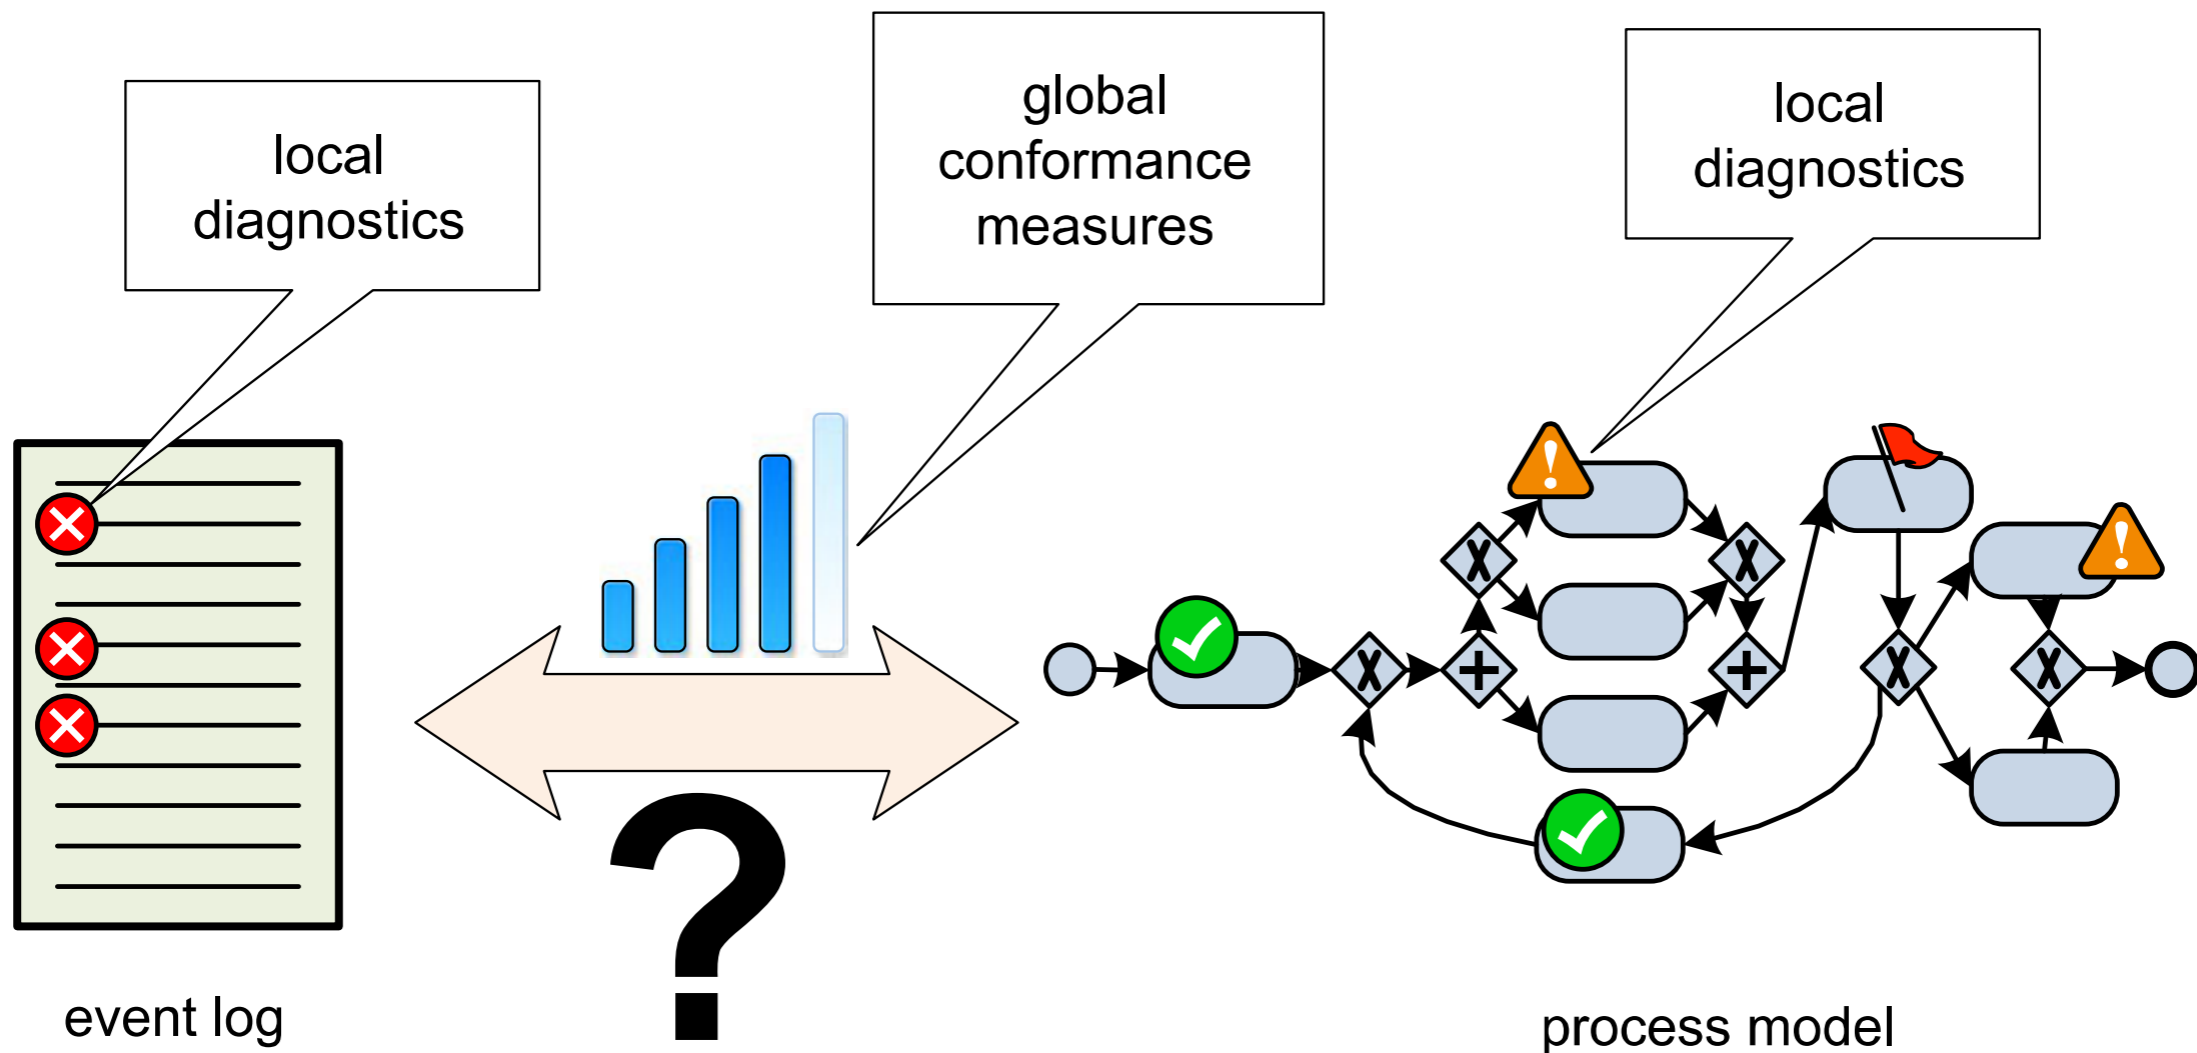 local
diagnostics
global
conformance
measures
local
diagnostics
?
event log
process model